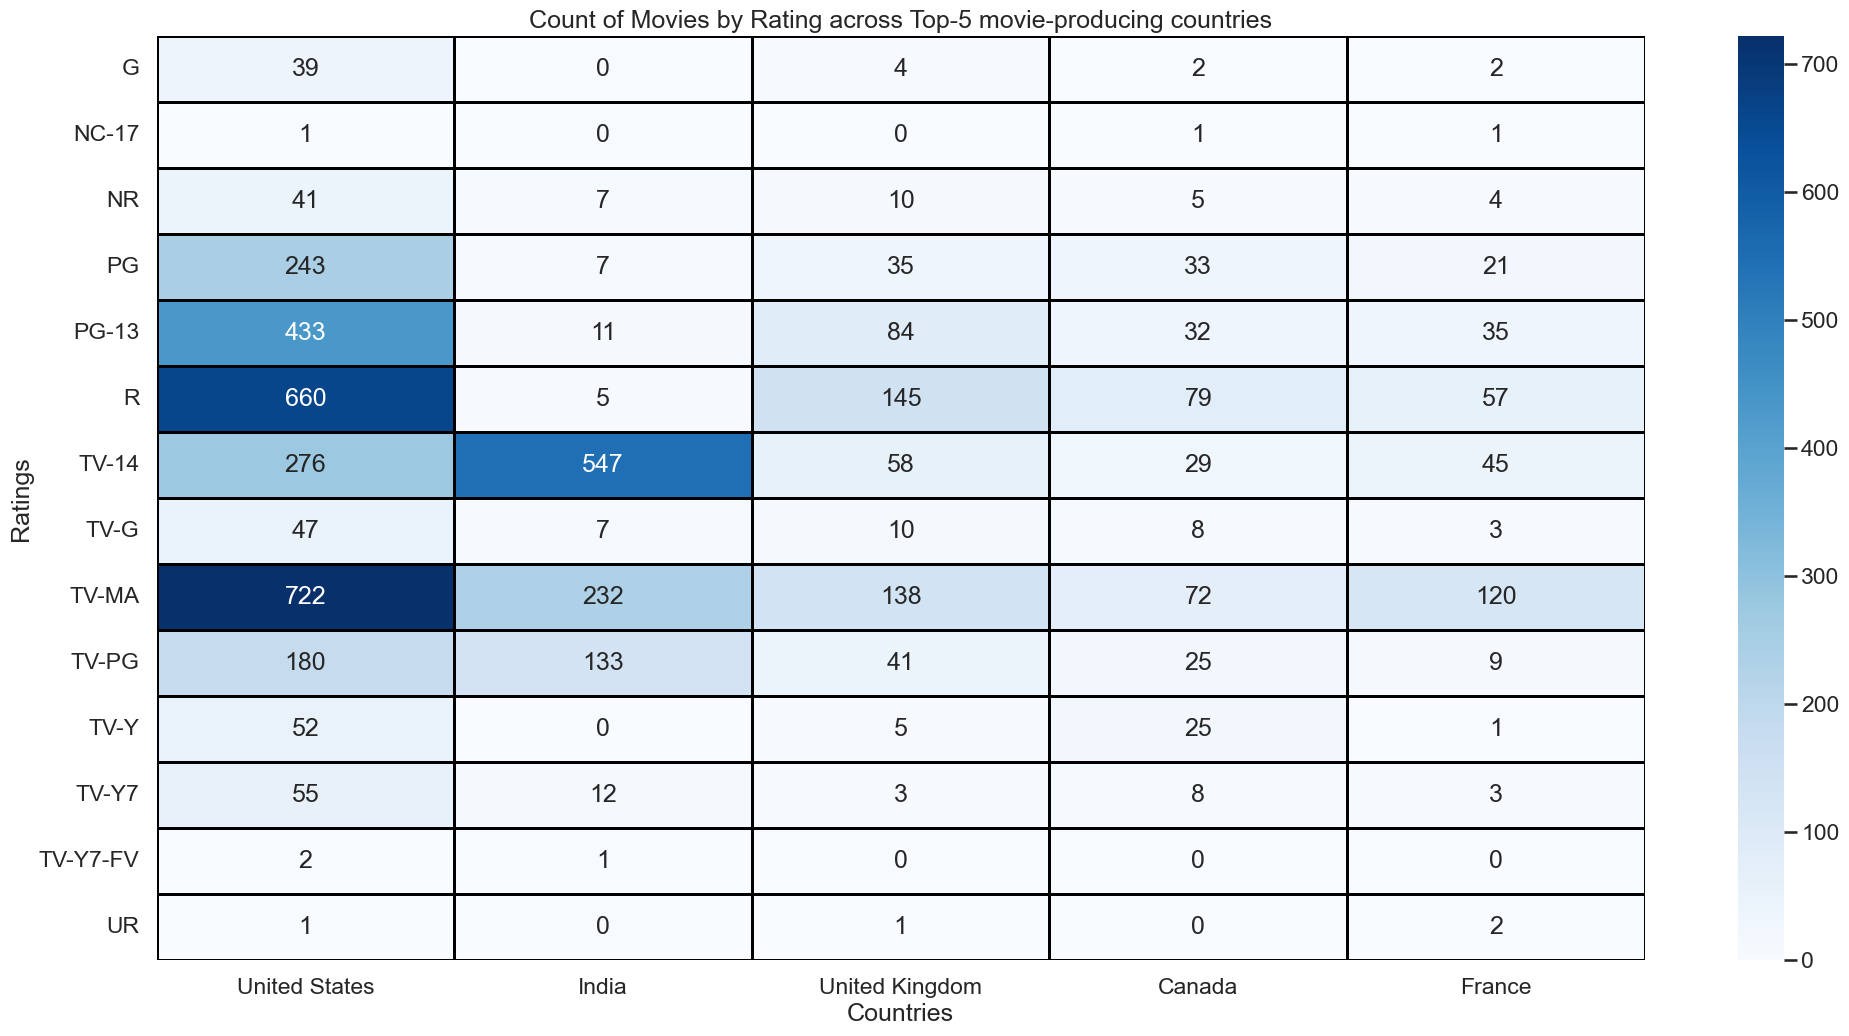 Count of Movies by Rating across Top-5 movie-producing countries
G 39 0 4 2 2
NC-17 1 0 0 1 1
NR 41 7 10 5 4
PG 243 7 35 33 21
PG-13 433 11 84 32 35
R 660 5 145 79 57
TV-14 276 547 58 29 45
TV-G 47 7 10 8 3
TV-MA 722 232 138 72 120
TV-PG 180 133 41 25 9
TV-Y 52 0 5 25 1
TV-Y7 55 12 3 8 3
TV-Y7-FV 2 1 0 0 0
UR 1 0 1 0 2
Ratings
United States India United Kingdom Canada France
Countries
700
600
500
400
300
200
100
0